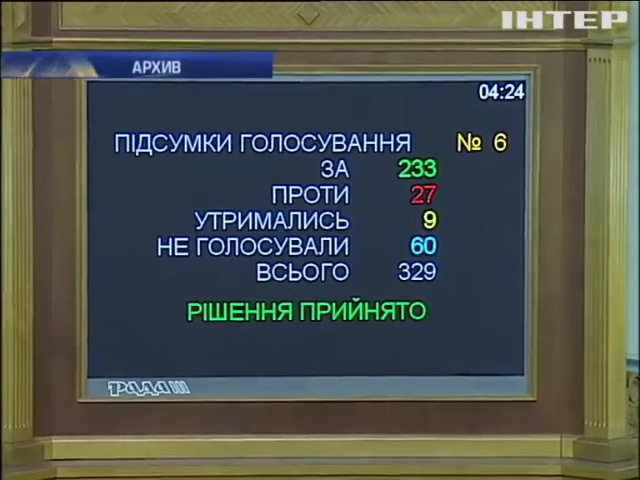 ІНТЕР
АРХИВ
04:24
ПІДСУМКИ ГОЛОСУВАННЯ № 6
ЗА 233
ПРОТИ 27
УТРИМАЛИСЬ 9
НЕ ГОЛОСУВАЛИ 60
ВСЬОГО 329
РІШЕННЯ ПРИЙНЯТО
РАДА III